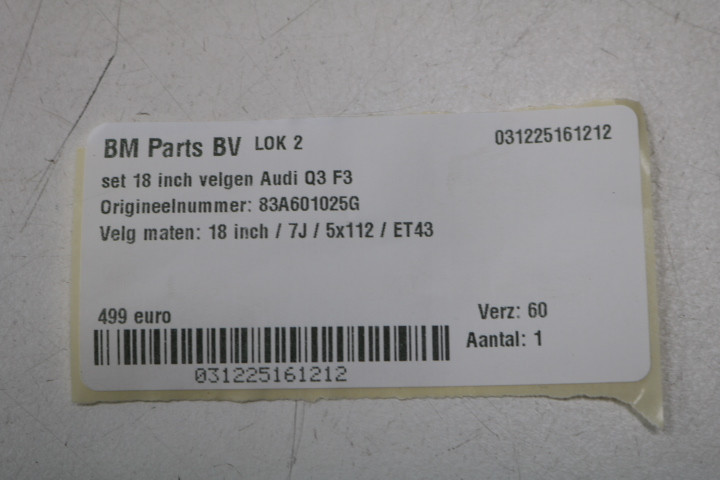 BM Parts BV LOK 2 031225161212
set 18 inch velgen Audi Q3 F3
Origineelnummer: 83A601025G
Velg maten: 18 inch / 7J / 5x112 / ET43
499 euro Verz: 60
Aantal: 1
031225161212